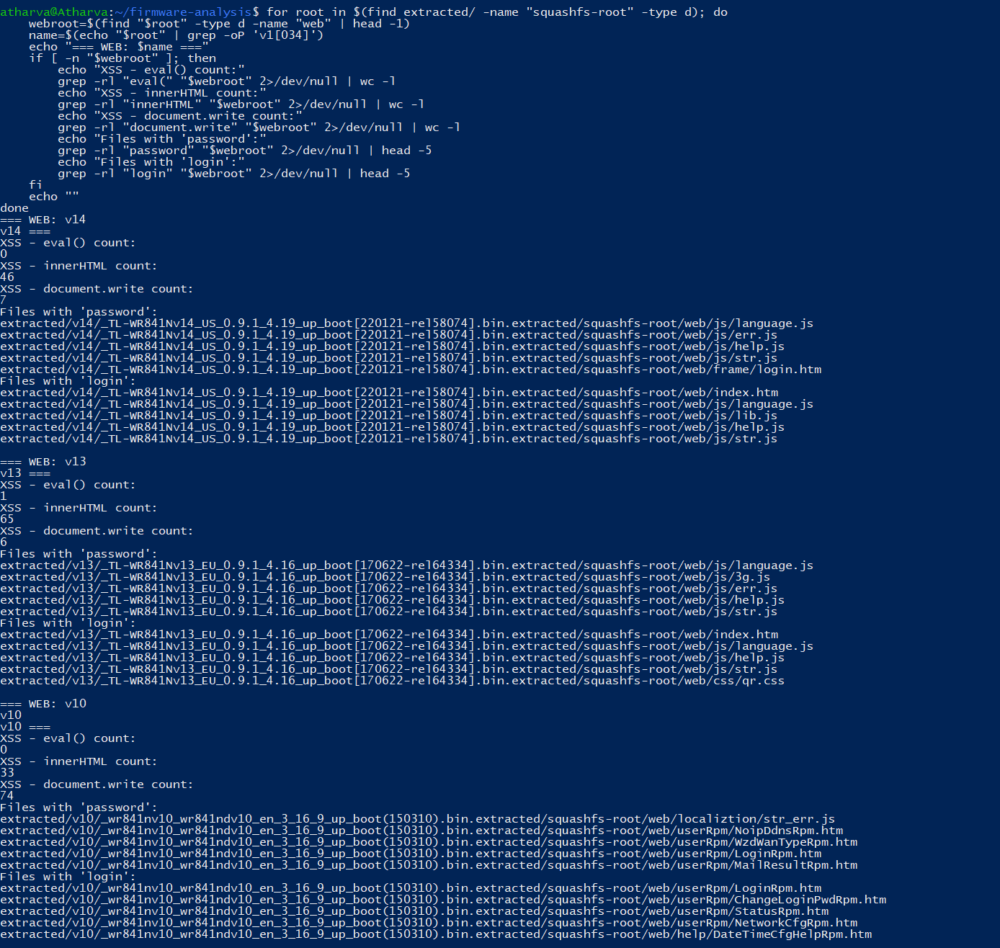 atharva@Atharva:~/firmware-analysis$ for root in $(find extracted/ -name "squashfs-root" -type d); do
    webroot=$(find "$root" -type d -name "web" | head -1)
    name=$(echo "$root" | grep -oP 'v1[034]')
    echo "=== WEB: $name ==="
    if [ -n "$webroot" ]; then
        echo "XSS - eval() count:"
        grep -rl "eval(" "$webroot" 2>/dev/null | wc -l
        echo "XSS - innerHTML count:"
        grep -rl "innerHTML" "$webroot" 2>/dev/null | wc -l
        echo "XSS - document.write count:"
        grep -rl "document.write" "$webroot" 2>/dev/null | wc -l
        echo "Files with 'password':"
        grep -rl "password" "$webroot" 2>/dev/null | head -5
        echo "Files with 'login':"
        grep -rl "login" "$webroot" 2>/dev/null | head -5
    fi
    echo ""
done
=== WEB: v14
v14 ===
XSS - eval() count:
0
XSS - innerHTML count:
46
XSS - document.write count:
7
Files with 'password':
extracted/v14/_TL-WR841Nv14_US_0.9.1_4.19_up_boot[220121-rel58074].bin.extracted/squashfs-root/web/js/language.js
extracted/v14/_TL-WR841Nv14_US_0.9.1_4.19_up_boot[220121-rel58074].bin.extracted/squashfs-root/web/js/err.js
extracted/v14/_TL-WR841Nv14_US_0.9.1_4.19_up_boot[220121-rel58074].bin.extracted/squashfs-root/web/js/help.js
extracted/v14/_TL-WR841Nv14_US_0.9.1_4.19_up_boot[220121-rel58074].bin.extracted/squashfs-root/web/js/str.js
extracted/v14/_TL-WR841Nv14_US_0.9.1_4.19_up_boot[220121-rel58074].bin.extracted/squashfs-root/web/frame/login.htm
Files with 'login':
extracted/v14/_TL-WR841Nv14_US_0.9.1_4.19_up_boot[220121-rel58074].bin.extracted/squashfs-root/web/index.htm
extracted/v14/_TL-WR841Nv14_US_0.9.1_4.19_up_boot[220121-rel58074].bin.extracted/squashfs-root/web/js/language.js
extracted/v14/_TL-WR841Nv14_US_0.9.1_4.19_up_boot[220121-rel58074].bin.extracted/squashfs-root/web/js/lib.js
extracted/v14/_TL-WR841Nv14_US_0.9.1_4.19_up_boot[220121-rel58074].bin.extracted/squashfs-root/web/js/help.js
extracted/v14/_TL-WR841Nv14_US_0.9.1_4.19_up_boot[220121-rel58074].bin.extracted/squashfs-root/web/js/str.js

=== WEB: v13
v13 ===
XSS - eval() count:
1
XSS - innerHTML count:
65
XSS - document.write count:
6
Files with 'password':
extracted/v13/_TL-WR841Nv13_EU_0.9.1_4.16_up_boot[170622-rel64334].bin.extracted/squashfs-root/web/js/language.js
extracted/v13/_TL-WR841Nv13_EU_0.9.1_4.16_up_boot[170622-rel64334].bin.extracted/squashfs-root/web/js/3g.js
extracted/v13/_TL-WR841Nv13_EU_0.9.1_4.16_up_boot[170622-rel64334].bin.extracted/squashfs-root/web/js/err.js
extracted/v13/_TL-WR841Nv13_EU_0.9.1_4.16_up_boot[170622-rel64334].bin.extracted/squashfs-root/web/js/help.js
extracted/v13/_TL-WR841Nv13_EU_0.9.1_4.16_up_boot[170622-rel64334].bin.extracted/squashfs-root/web/js/str.js
Files with 'login':
extracted/v13/_TL-WR841Nv13_EU_0.9.1_4.16_up_boot[170622-rel64334].bin.extracted/squashfs-root/web/index.htm
extracted/v13/_TL-WR841Nv13_EU_0.9.1_4.16_up_boot[170622-rel64334].bin.extracted/squashfs-root/web/js/language.js
extracted/v13/_TL-WR841Nv13_EU_0.9.1_4.16_up_boot[170622-rel64334].bin.extracted/squashfs-root/web/js/help.js
extracted/v13/_TL-WR841Nv13_EU_0.9.1_4.16_up_boot[170622-rel64334].bin.extracted/squashfs-root/web/js/str.js
extracted/v13/_TL-WR841Nv13_EU_0.9.1_4.16_up_boot[170622-rel64334].bin.extracted/squashfs-root/web/css/qr.css

=== WEB: v10
v10
v10 ===
XSS - eval() count:
0
XSS - innerHTML count:
33
XSS - document.write count:
74
Files with 'password':
extracted/v10/_wr841nv10_wr841ndv10_en_3_16_9_up_boot(150310).bin.extracted/squashfs-root/web/localiztion/str_err.js
extracted/v10/_wr841nv10_wr841ndv10_en_3_16_9_up_boot(150310).bin.extracted/squashfs-root/web/userRpm/NoipDdnsRpm.htm
extracted/v10/_wr841nv10_wr841ndv10_en_3_16_9_up_boot(150310).bin.extracted/squashfs-root/web/userRpm/WzdWanTypeRpm.htm
extracted/v10/_wr841nv10_wr841ndv10_en_3_16_9_up_boot(150310).bin.extracted/squashfs-root/web/userRpm/LoginRpm.htm
extracted/v10/_wr841nv10_wr841ndv10_en_3_16_9_up_boot(150310).bin.extracted/squashfs-root/web/userRpm/MailResultRpm.htm
Files with 'login':
extracted/v10/_wr841nv10_wr841ndv10_en_3_16_9_up_boot(150310).bin.extracted/squashfs-root/web/userRpm/LoginRpm.htm
extracted/v10/_wr841nv10_wr841ndv10_en_3_16_9_up_boot(150310).bin.extracted/squashfs-root/web/userRpm/ChangeLoginPwdRpm.htm
extracted/v10/_wr841nv10_wr841ndv10_en_3_16_9_up_boot(150310).bin.extracted/squashfs-root/web/userRpm/StatusRpm.htm
extracted/v10/_wr841nv10_wr841ndv10_en_3_16_9_up_boot(150310).bin.extracted/squashfs-root/web/userRpm/NetworkCfgRpm.htm
extracted/v10/_wr841nv10_wr841ndv10_en_3_16_9_up_boot(150310).bin.extracted/squashfs-root/web/help/DateTimeCfgHelpRpm.htm